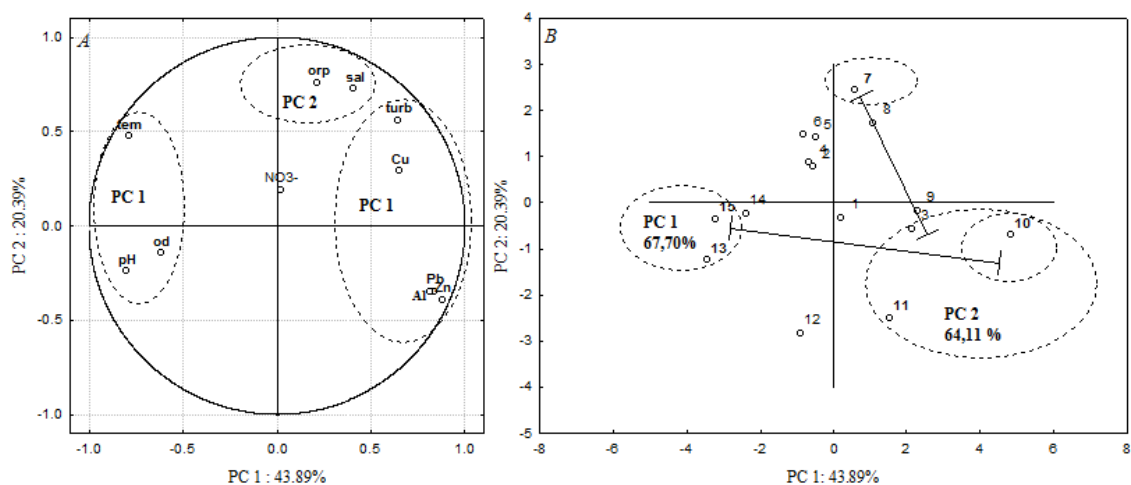 A
1.0
0.5
0.0
-0.5
-1.0
PC 2 : 20.39%
orp
sal
PC 2
turb
tem
Cu
NO3-
PC 1
PC 1
od
pH
Pb
Al
Zn
-1.0
-0.5
0.0
0.5
1.0
PC 1 : 43.89%
B
4
3
2
1
0
-1
-2
-3
-4
-5
PC 2: 20.39%
7
8
6
5
4
2
1
9
3
10
15
14
13
PC 1
67,70%
11
12
PC 2
64,11 %
-8
-6
-4
-2
0
2
4
6
8
PC 1: 43.89%